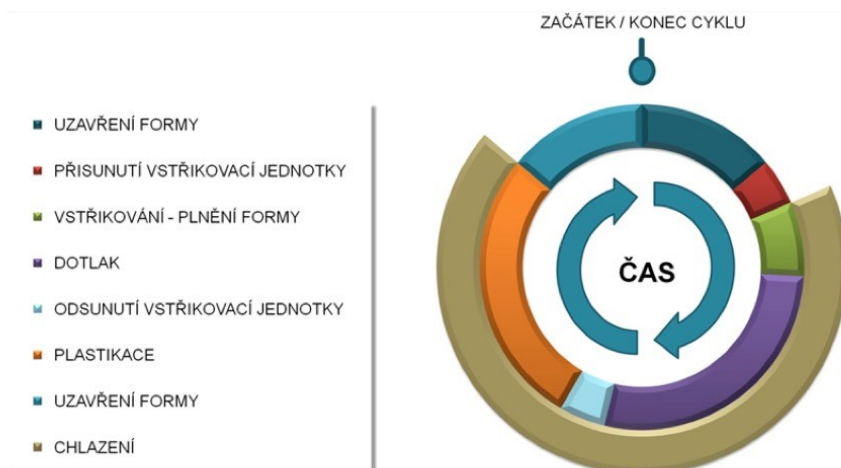 ZAČÁTEK / KONEC CYKLU
UZAVŘENÍ FORMY
PŘISUNUTÍ VSTŘIKOVACÍ JEDNOTKY
VSTŘIKOVÁNÍ - PLNĚNÍ FORMY
DOTLAK
ODSUNUTÍ VSTŘIKOVACÍ JEDNOTKY
PLASTIKACE
UZAVŘENÍ FORMY
CHLAZENÍ
ČAS